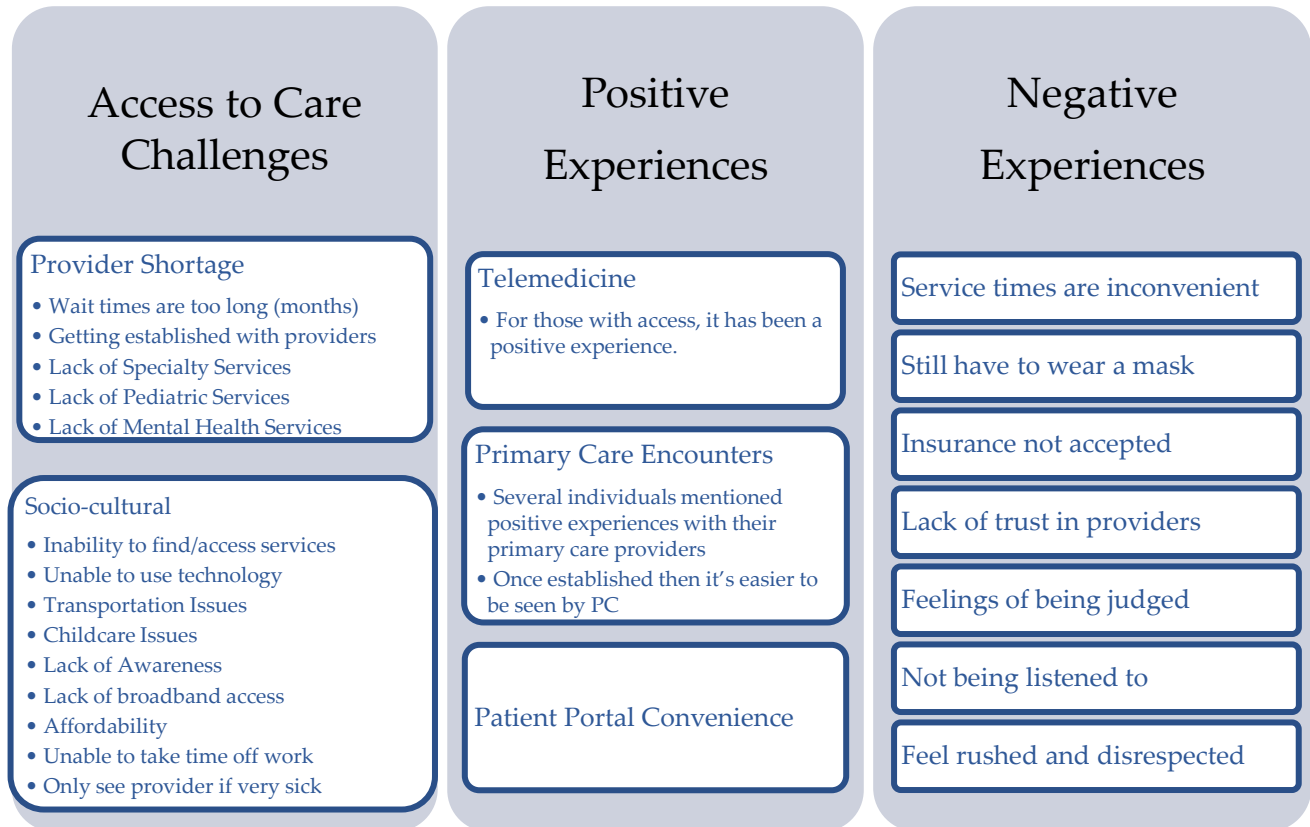 Access to Care
Challenges
Provider Shortage
• Wait times are too long (months)
• Getting established with providers
• Lack of Specialty Services
• Lack of Pediatric Services
• Lack of Mental Health Services
Socio-cultural
• Inability to find/access services
• Unable to use technology
• Transportation Issues
• Childcare Issues
• Lack of Awareness
• Lack of broadband access
• Affordability
• Unable to take time off work
• Only see provider if very sick
Positive
Experiences
Telemedicine
• For those with access, it has been a
positive experience.
Primary Care Encounters
• Several individuals mentioned
positive experiences with their
primary care providers
• Once established then it’s easier to
be seen by PC
Patient Portal Convenience
Negative
Experiences
Service times are inconvenient
Still have to wear a mask
Insurance not accepted
Lack of trust in providers
Feelings of being judged
Not being listened to
Feel rushed and disrespected